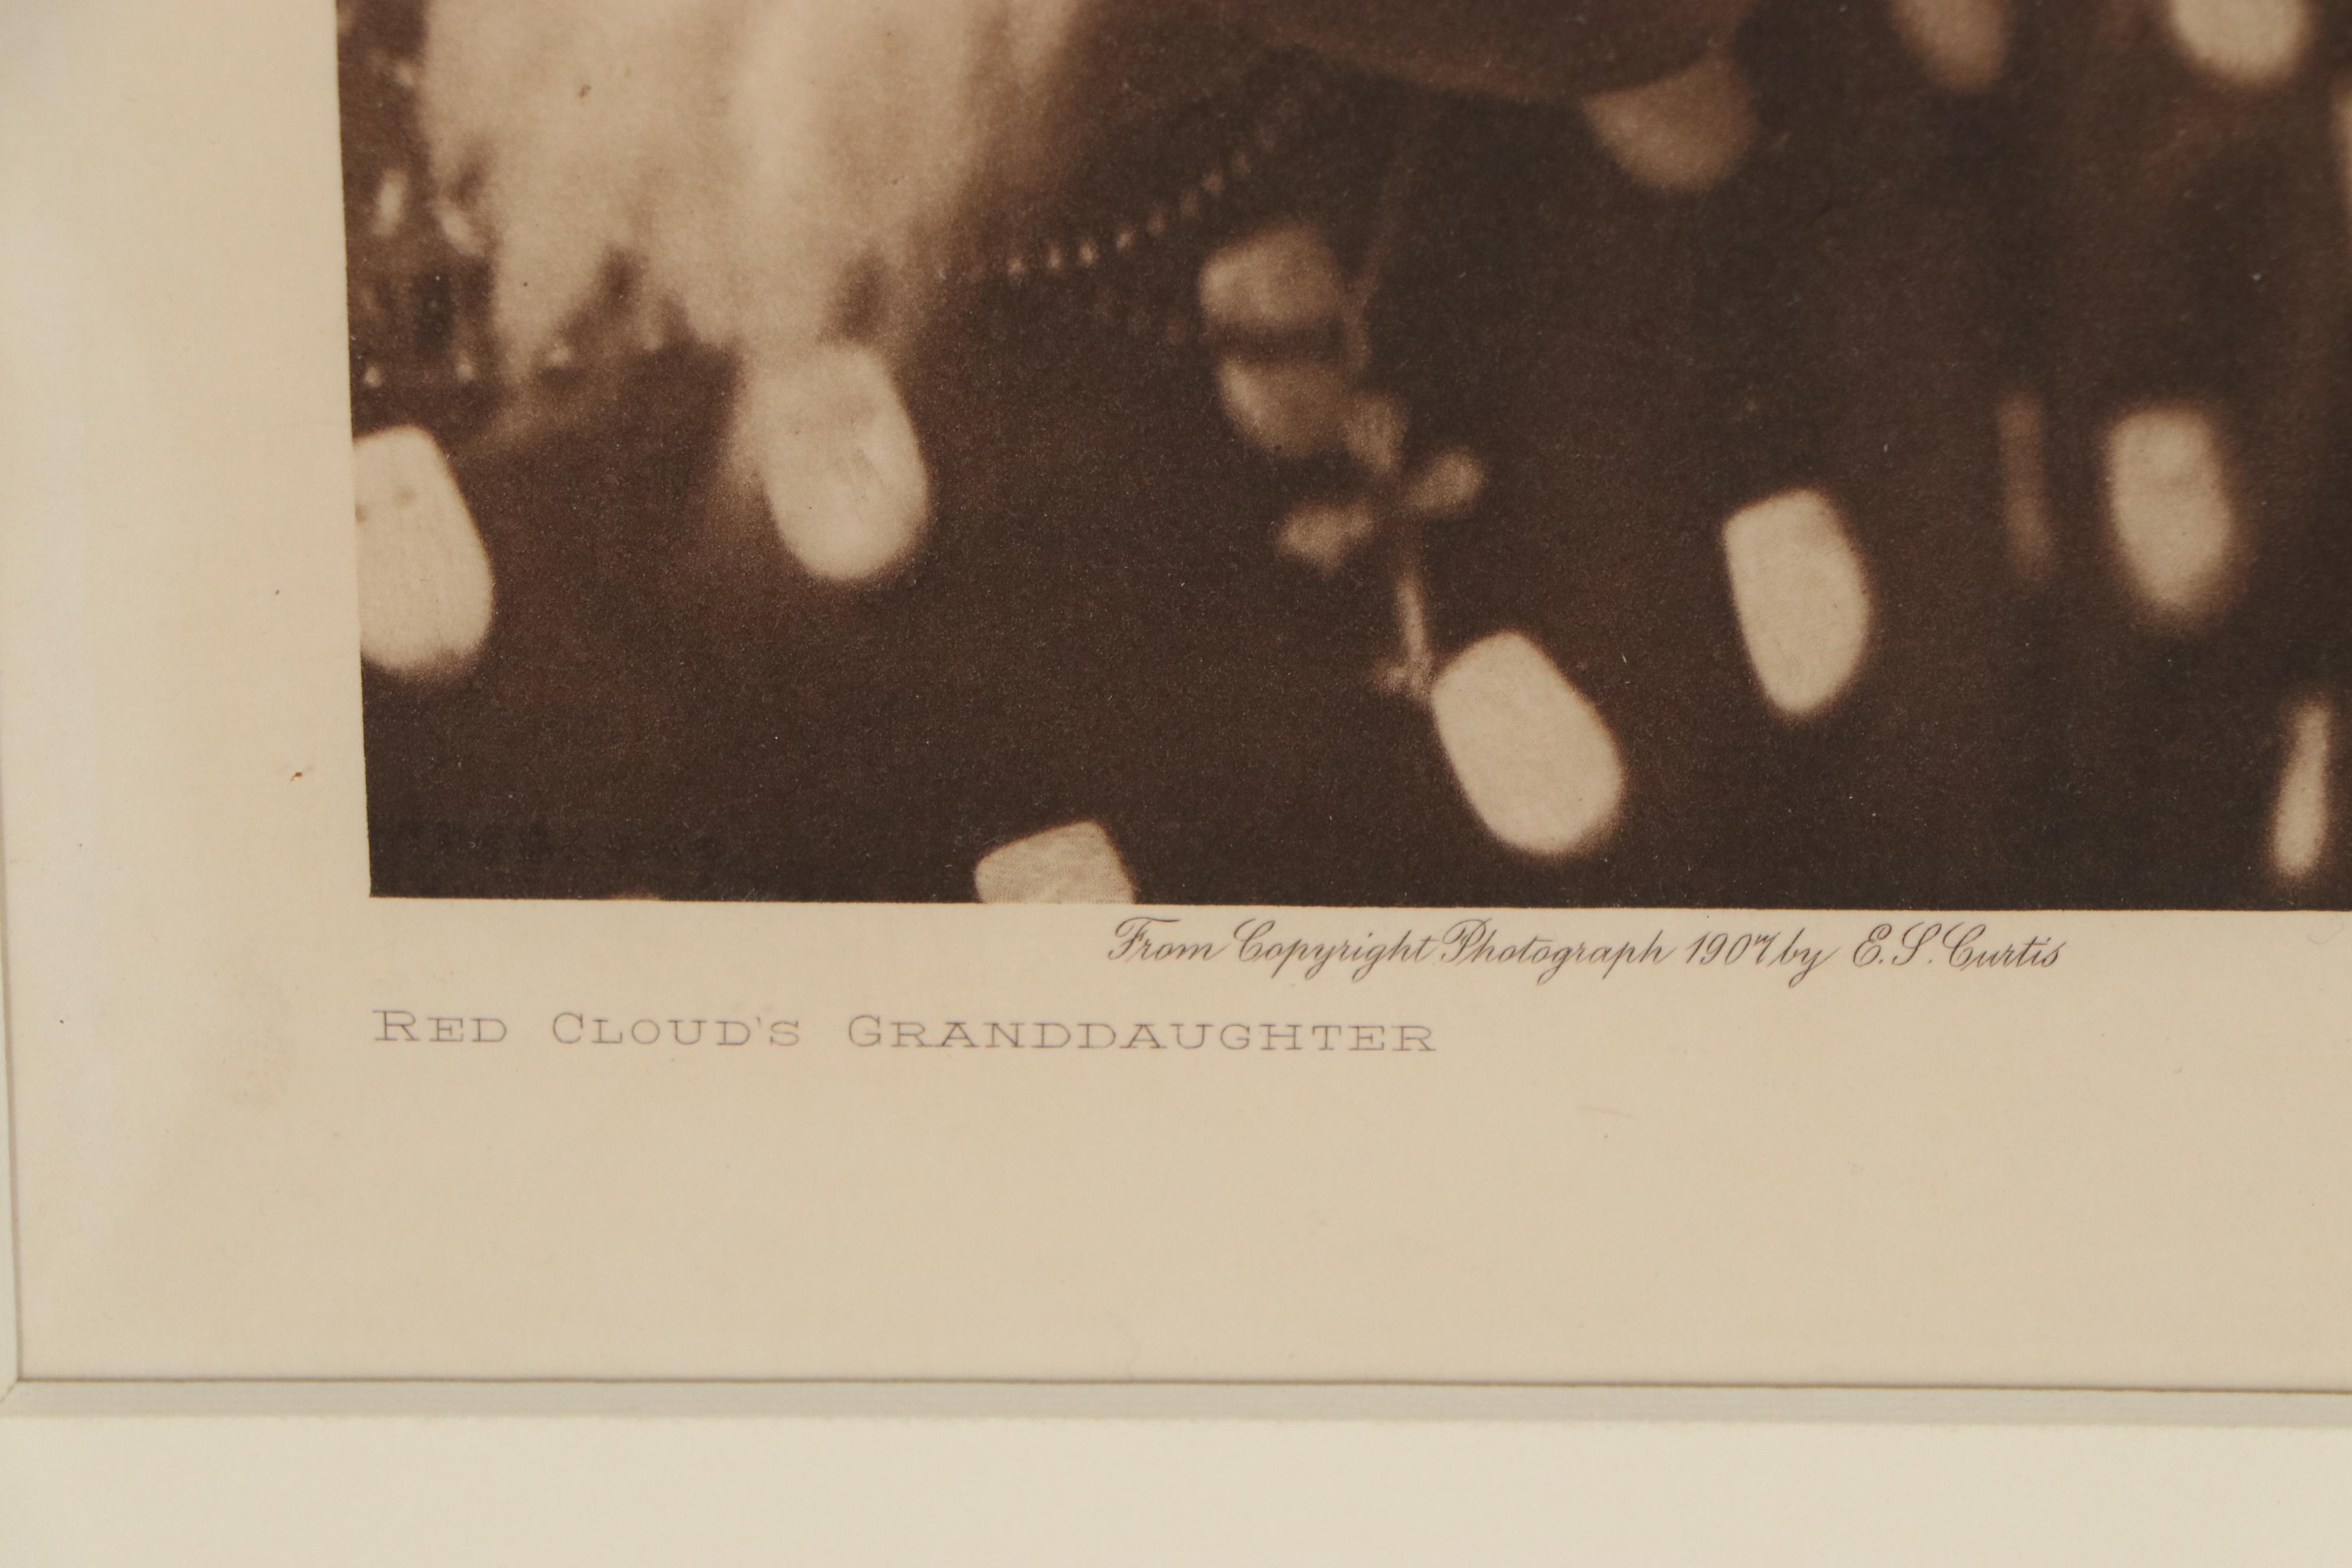 From Copyright Photograph 1907 by E.S. Curtis
Red Cloud's Granddaughter